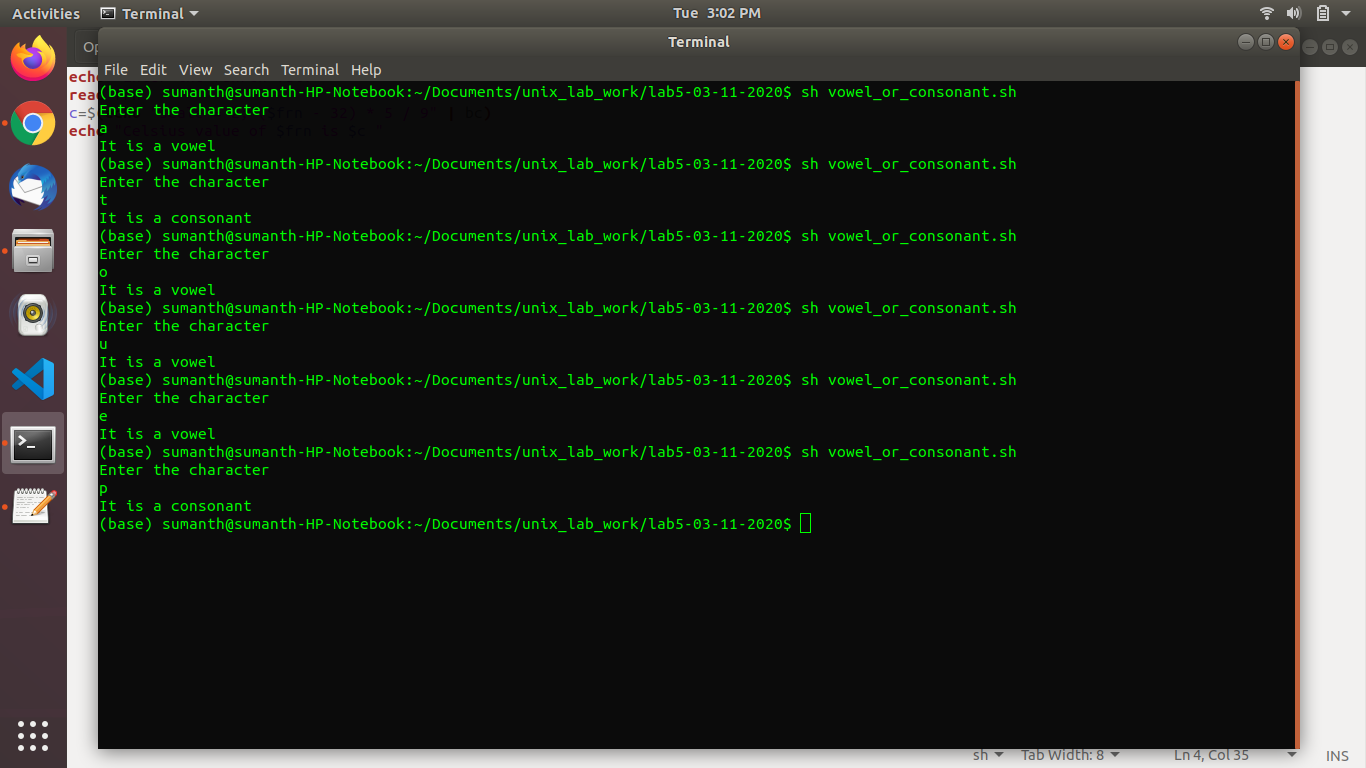 Activities Terminal Tue 3:02 PM
Terminal
File Edit View Search Terminal Help
(base) sumanth@sumanth-HP-Notebook:~/Documents/unix_lab_work/lab5-03-11-2020$ sh vowel_or_consonant.sh
Enter the character
a
It is a vowel
(base) sumanth@sumanth-HP-Notebook:~/Documents/unix_lab_work/lab5-03-11-2020$ sh vowel_or_consonant.sh
Enter the character
t
It is a consonant
(base) sumanth@sumanth-HP-Notebook:~/Documents/unix_lab_work/lab5-03-11-2020$ sh vowel_or_consonant.sh
Enter the character
o
It is a vowel
(base) sumanth@sumanth-HP-Notebook:~/Documents/unix_lab_work/lab5-03-11-2020$ sh vowel_or_consonant.sh
Enter the character
u
It is a vowel
(base) sumanth@sumanth-HP-Notebook:~/Documents/unix_lab_work/lab5-03-11-2020$ sh vowel_or_consonant.sh
Enter the character
e
It is a vowel
(base) sumanth@sumanth-HP-Notebook:~/Documents/unix_lab_work/lab5-03-11-2020$ sh vowel_or_consonant.sh
Enter the character
p
It is a consonant
(base) sumanth@sumanth-HP-Notebook:~/Documents/unix_lab_work/lab5-03-11-2020$
sh Tab Width: 8 Ln 4, Col 35 INS